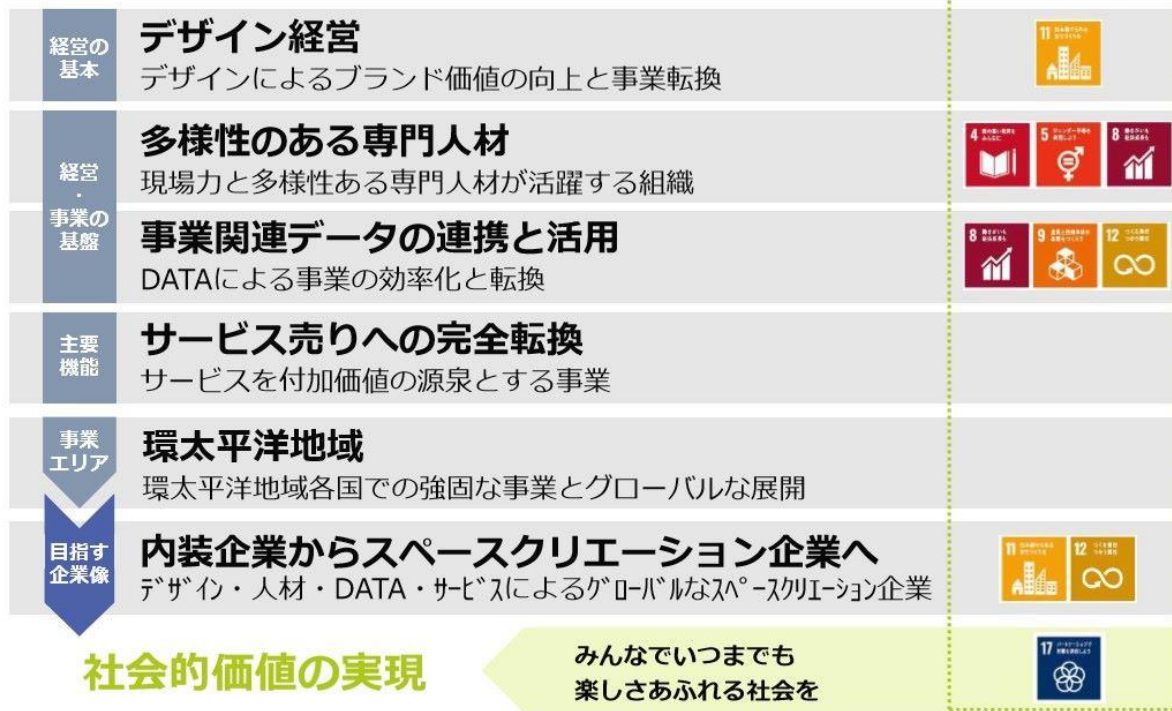 経営の
基本
デザイン経営
デザインによるブランド価値の向上と事業転換
11
経営
・
事業の
基盤
多様性のある専門人材
現場力と多様性ある専門人材が活躍する組織
4 5 8
事業関連データの連携と活用
DATAによる事業の効率化と転換
8 9 12
主要
機能
サービス売りへの完全転換
サービスを付加価値の源泉とする事業
事業
エリア
環太平洋地域
環太平洋地域各国での強固な事業とグローバルな展開
目指す
企業像
内装企業からスペースクリエーション企業へ
ﾃﾞｻﾞｲﾝ・人材・DATA・ｻｰﾋﾞｽによるｸﾞﾛｰﾊﾞﾙなｽﾍﾟｰｽｸﾘｴｰｼｮﾝ企業
11 12
社会的価値の実現
みんなでいつまでも
楽しさあふれる社会を
17